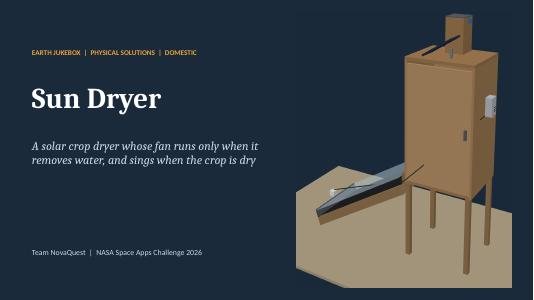 EARTH JUKEBOX | PHYSICAL SOLUTIONS | DOMESTIC
Sun Dryer
A solar crop dryer whose fan runs only when it
removes water, and sings when the crop is dry
Team NovaQuest | NASA Space Apps Challenge 2026